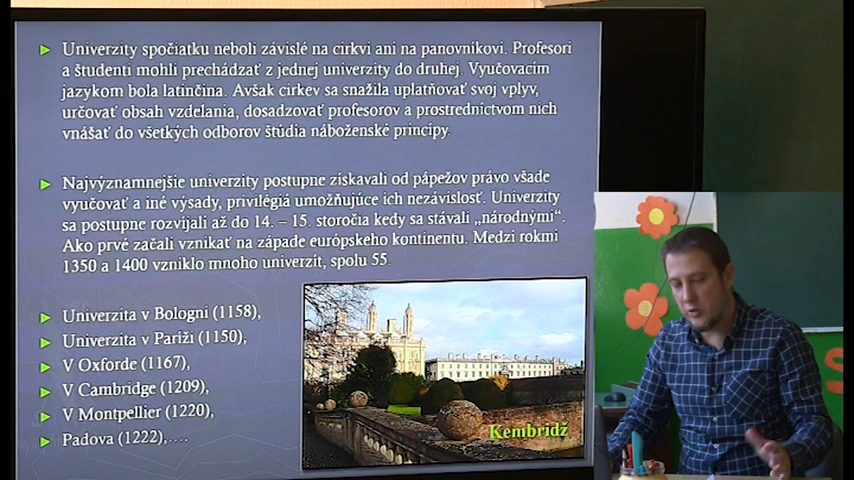 Univerzity spočiatku neboli závislé na cirkvi ani na panovníkovi. Profesori
a študenti mohli prechádzať z jednej univerzity do druhej. Vyučovacím
jazykom bola latinčina. Avšak cirkev sa snažila uplatňovať svoj vplyv,
určovať obsah vzdelania, dosadzovať profesorov a prostredníctvom nich
vnášať do všetkých odborov štúdia náboženské princípy.
Najvýznamnejšie univerzity postupne získavali od pápežov právo všade
vyučovať a iné výsady, privilégiá umožňujúce ich nezávislosť. Univerzity
sa postupne rozvíjali až do 14. – 15. storočia kedy sa stávali „národnými“.
Ako prvé začali vznikať na západe európskeho kontinentu. Medzi rokmi
1350 a 1400 vzniklo mnoho univerzít, spolu 55.
Univerzita v Bologni (1158),
Univerzita v Paríži (1150),
V Oxforde (1167),
V Cambridge (1209),
V Montpellier (1220),
Padova (1222),....
Kembridž